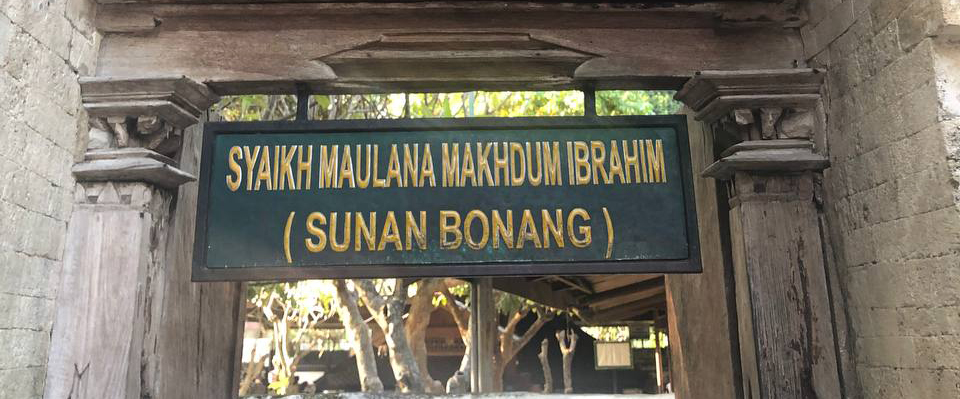 SYAIKH MAULANA MAKHDUM IBRAHIM
( SUNAN BONANG )